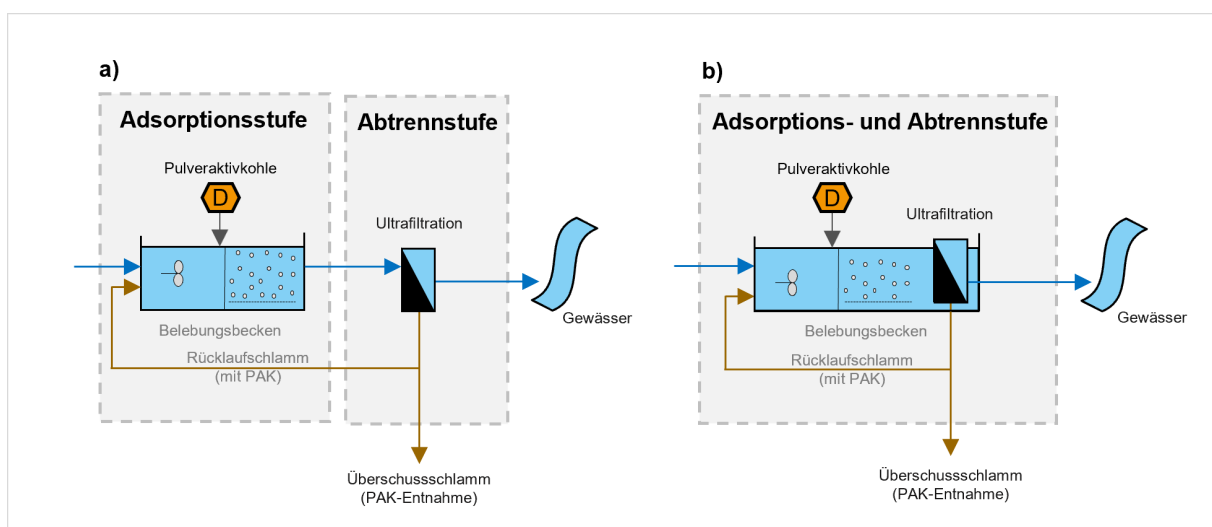 a)
Adsorptionsstufe
Abtrennstufe
Pulveraktivkohle
D
Ultrafiltration
Gewässer
Belebungsbecken
Rücklaufschlamm
(mit PAK)
Überschussschlamm
(PAK-Entnahme)
b)
Adsorptions- und Abtrennstufe
Pulveraktivkohle
D
Ultrafiltration
Gewässer
Belebungsbecken
Rücklaufschlamm
(mit PAK)
Überschussschlamm
(PAK-Entnahme)